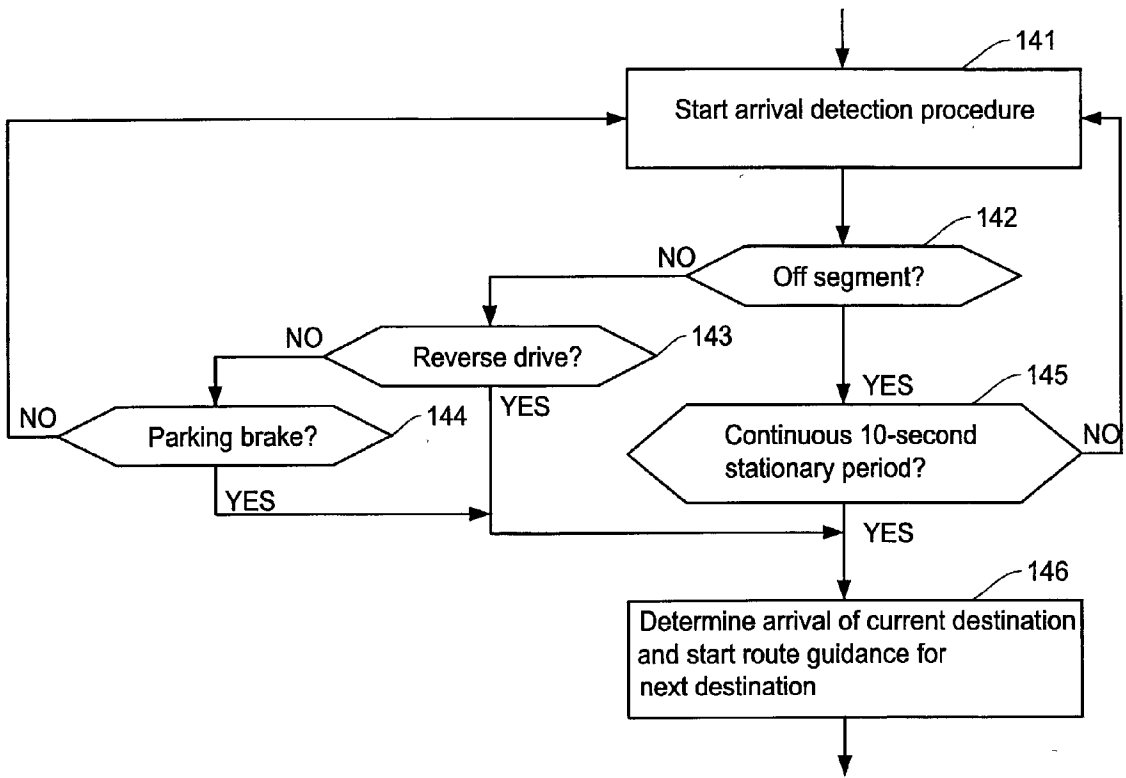 141
Start arrival detection procedure
142
NO
Off segment?
NO
Reverse drive?
143
YES
145
NO
Parking brake?
144
YES
Continuous 10-second
stationary period?
NO
YES
YES
146
Determine arrival of current destination
and start route guidance for
next destination